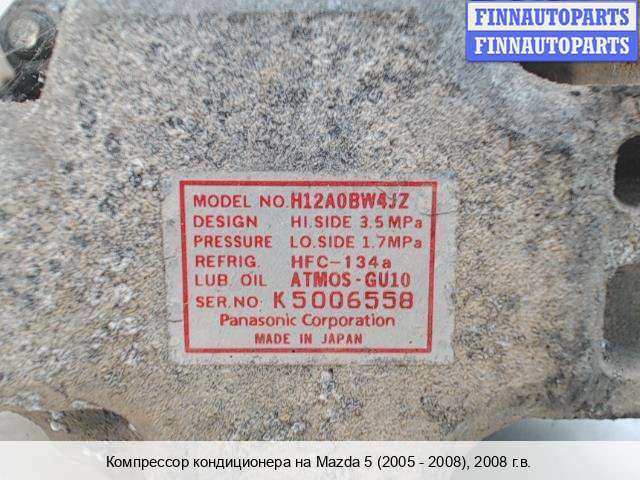 FINNAUTOPARTS
FINNAUTOPARTS
MODEL NO. H12A0BW4JZ
DESIGN HI.SIDE 3.5 MPa
PRESSURE LO.SIDE 1.7MPa
REFRIG. HFC-134a
LUB. OIL ATMOS-GU10
SER.NO. K5006558
Panasonic Corporation
MADE IN JAPAN
Компрессор кондиционера на Mazda 5 (2005 - 2008), 2008 г.в.